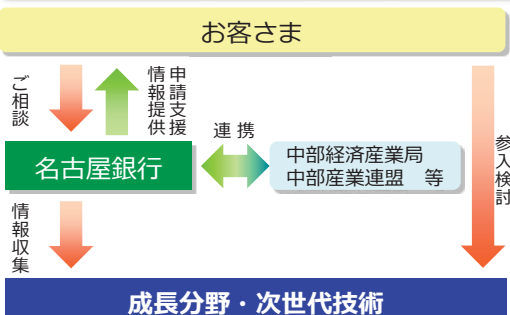 お客さま
ご相談
申請支援
情報提供
連携
名古屋銀行
中部経済産業局
中部産業連盟　等
参入検討
情報収集
成長分野・次世代技術